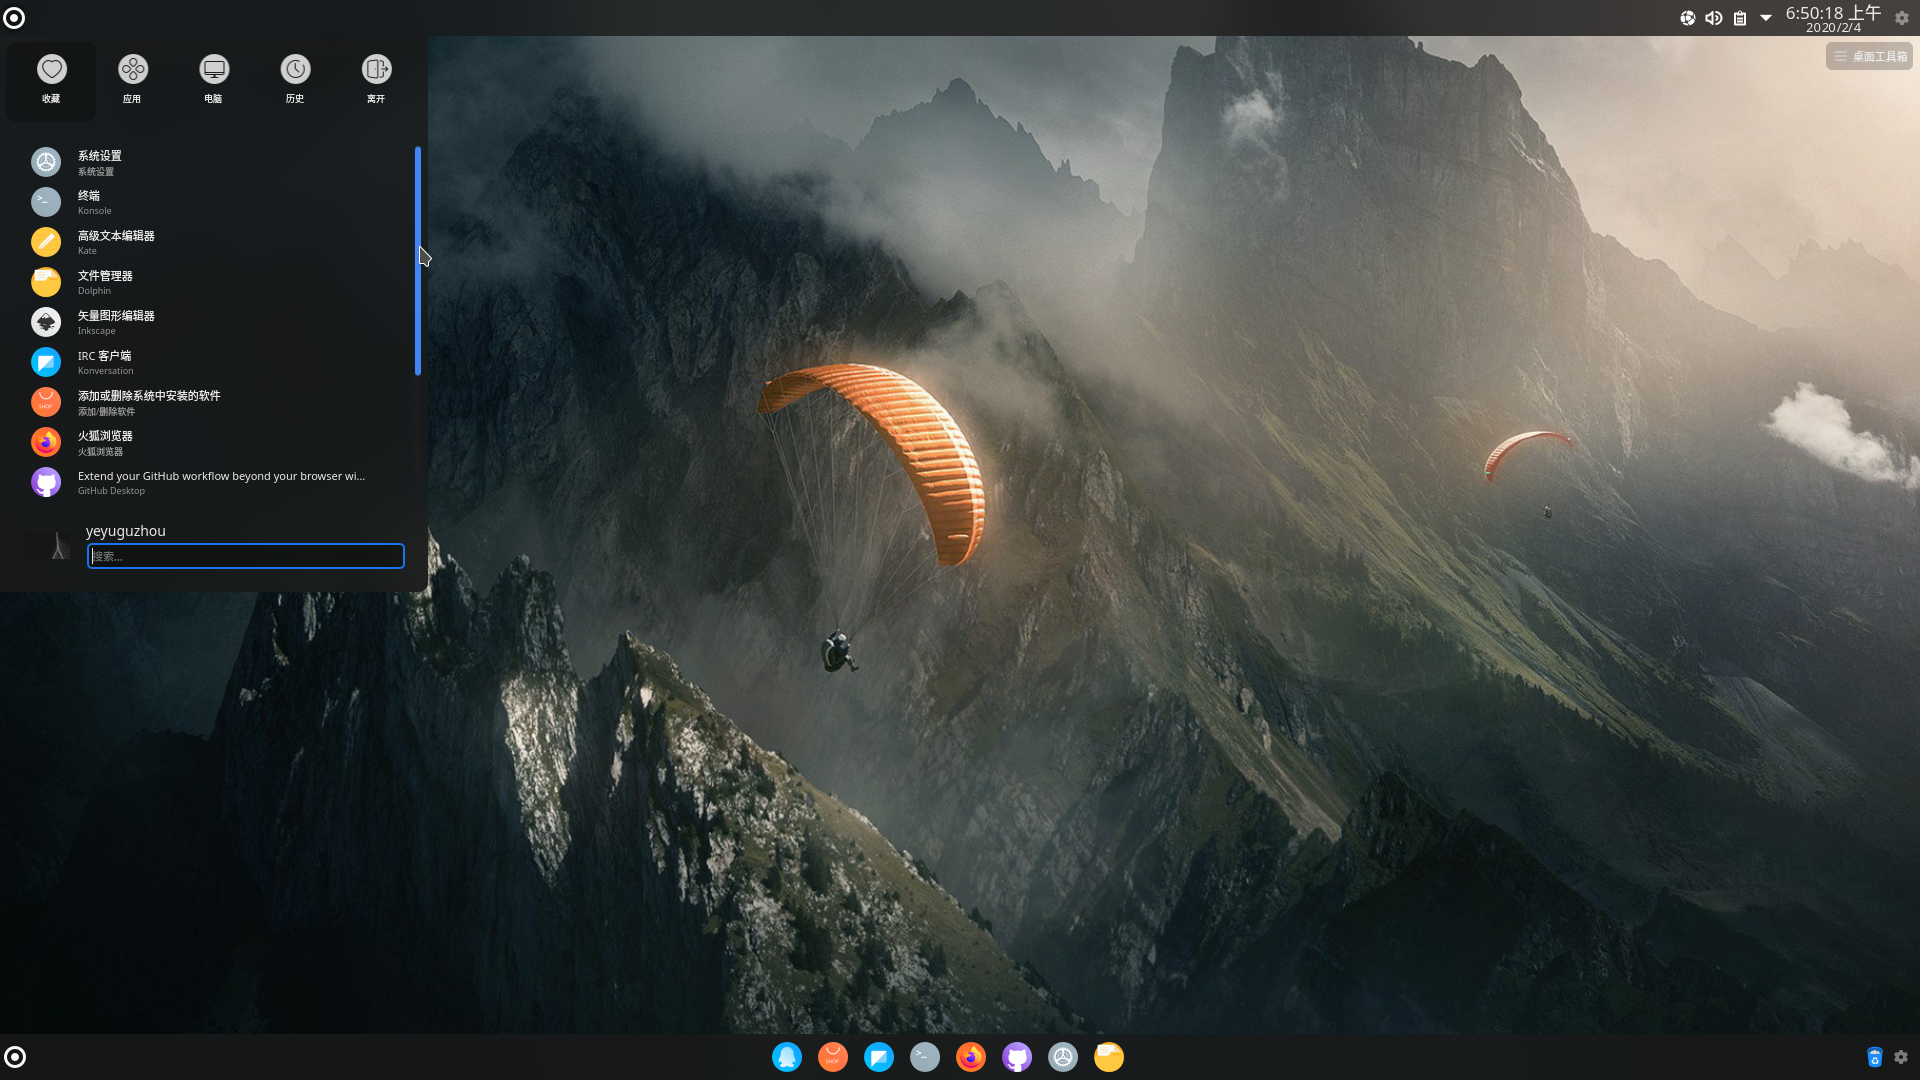 6:50:18 上午
2020/2/4
桌面工具箱
收藏
应用
电脑
历史
离开
系统设置
系统设置
终端
Konsole
高级文本编辑器
Kate
文件管理器
Dolphin
矢量图形编辑器
Inkscape
IRC 客户端
Konversation
添加或删除系统中安装的软件
添加/删除软件
火狐浏览器
火狐浏览器
Extend your GitHub workflow beyond your browser wi...
GitHub Desktop
yeyuguzhou
搜索...
SHOP
SHOP